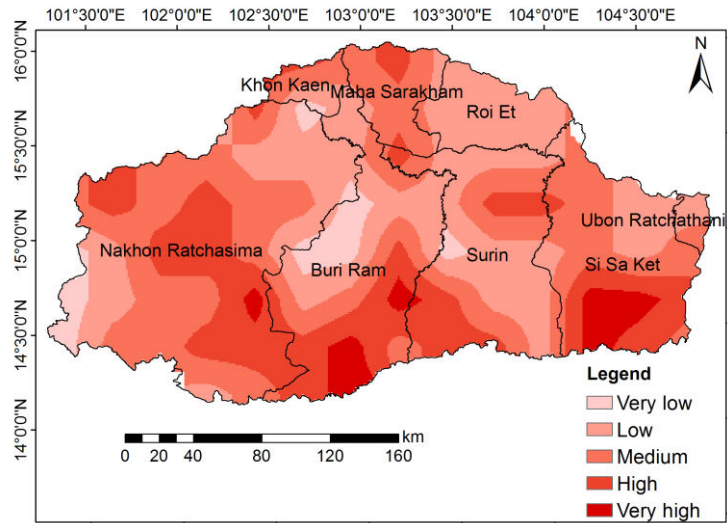 101°30'0"E 102°0'0"E 102°30'0"E 103°0'0"E 103°30'0"E 104°0'0"E 104°30'0"E
16°0'0"N
15°30'0"N
15°0'0"N
14°30'0"N
14°0'0"N
N
Khon Kaen
Maha Sarakham
Roi Et
Ubon Ratchathani
Nakhon Ratchasima
Buri Ram
Surin
Si Sa Ket
Legend
Very low
Low
Medium
High
Very high
km
0 20 40 80 120 160